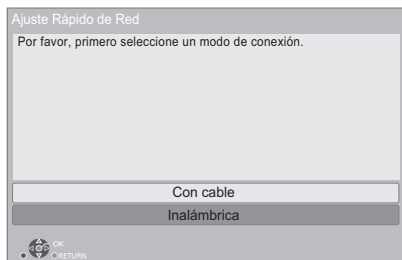 Ajuste Rápido de Red
Por favor, primero seleccione un modo de conexión.
Con cable
Inalámbrica
OK
RETURN